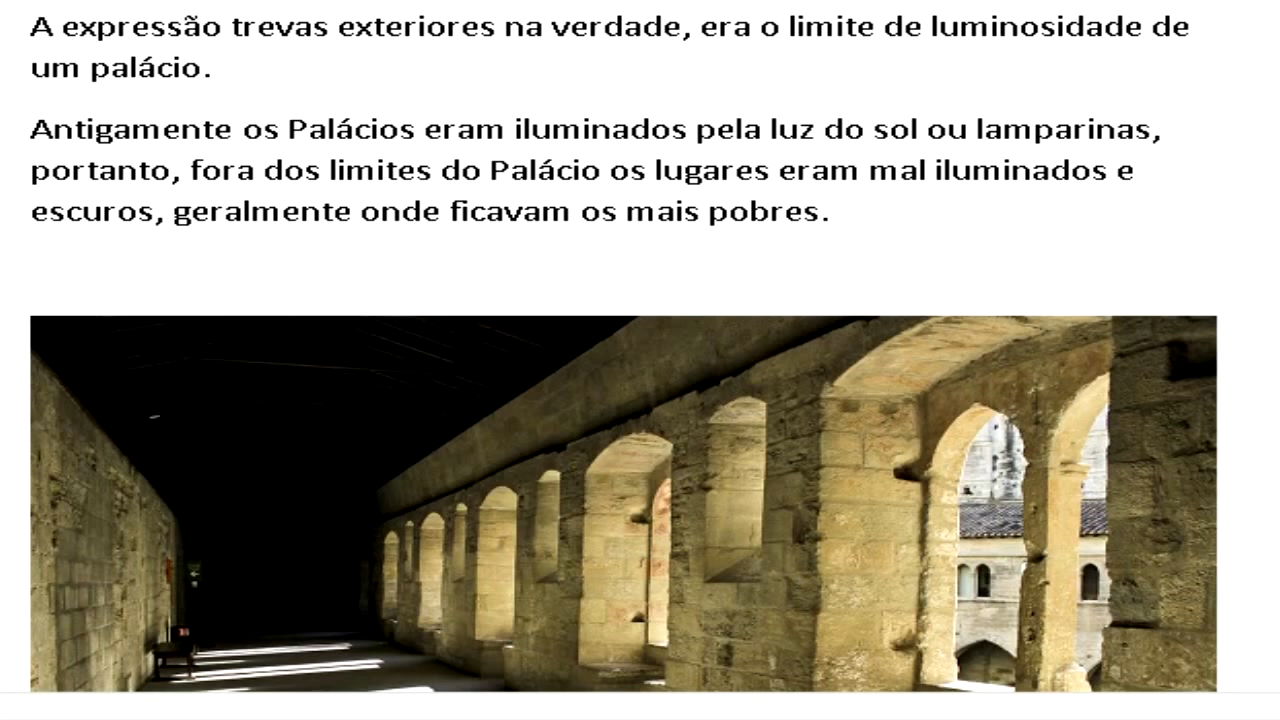 A expressão trevas exteriores na verdade, era o limite de luminosidade de
um palácio.
Antigamente os Palácios eram iluminados pela luz do sol ou lamparinas,
portanto, fora dos limites do Palácio os lugares eram mal iluminados e
escuros, geralmente onde ficavam os mais pobres.